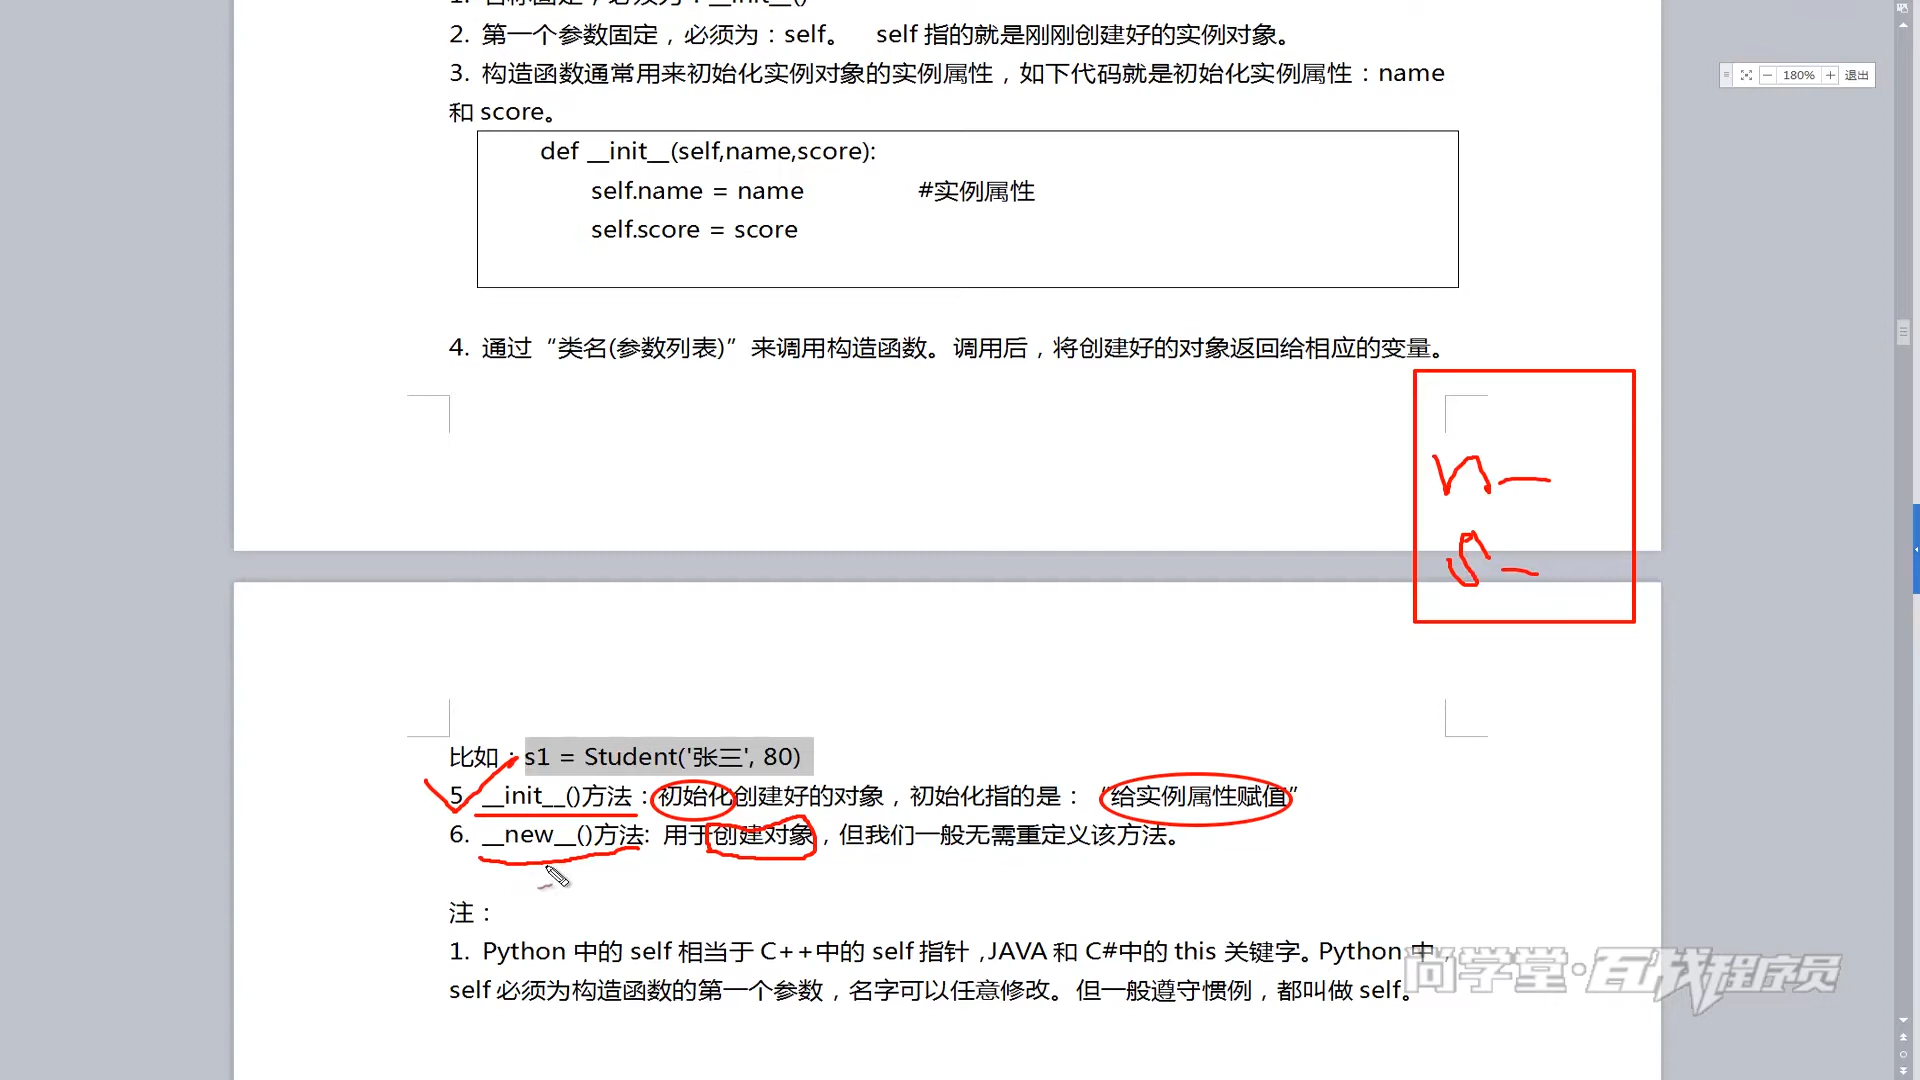 1. 名称固定，必须为：__init__()
2. 第一个参数固定，必须为：self。 self 指的就是刚刚创建好的实例对象。
3. 构造函数通常用来初始化实例对象的实例属性，如下代码就是初始化实例属性：name
和 score。
def __init__(self,name,score):
self.name = name #实例属性
self.score = score
4. 通过“类名(参数列表)”来调用构造函数。调用后，将创建好的对象返回给相应的变量。
n—
S—
比如：s1 = Student('张三', 80)
5. __init__()方法：初始化创建好的对象，初始化指的是：“给实例属性赋值”
6. __new__()方法: 用于创建对象，但我们一般无需重定义该方法。
注：
1. Python 中的 self 相当于 C++中的 self 指针，JAVA 和 C#中的 this 关键字。Python 中，
self 必须为构造函数的第一个参数，名字可以任意修改。但一般遵守惯例，都叫做 self。
180%
退出
尚学堂·百战程序员